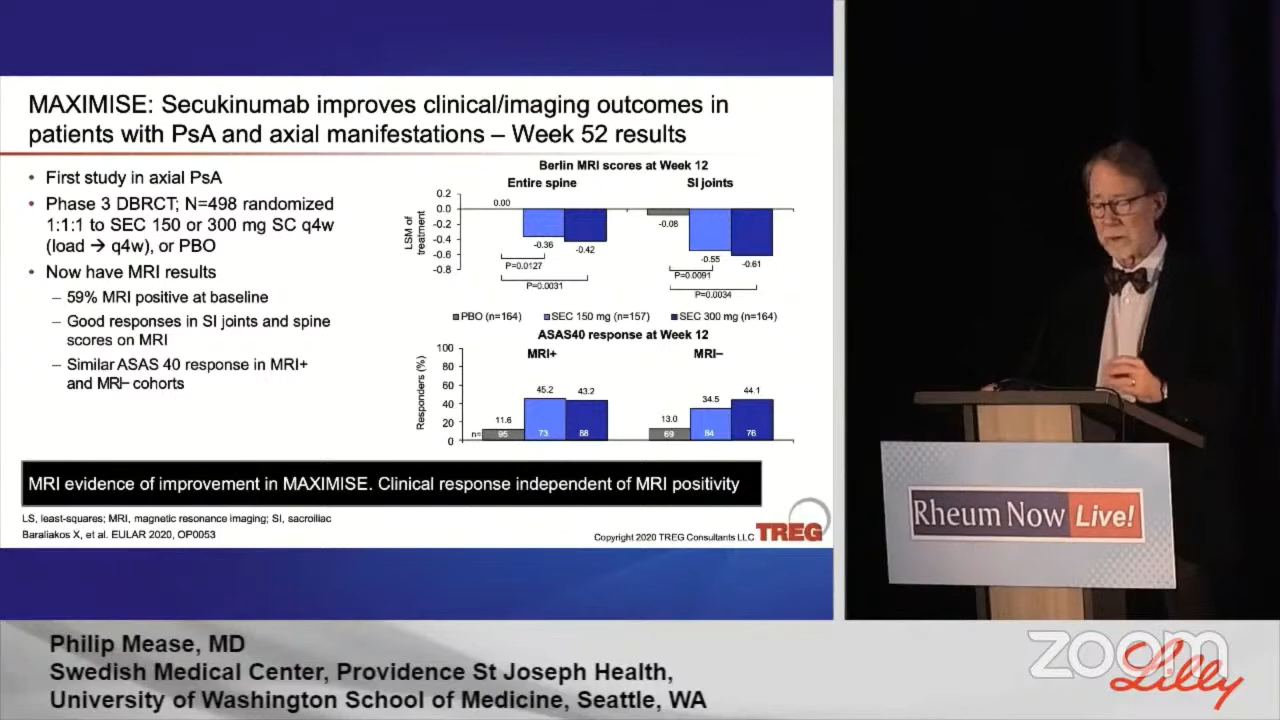 MAXIMISE: Secukinumab improves clinical/imaging outcomes in
patients with PsA and axial manifestations – Week 52 results
• First study in axial PsA
• Phase 3 DBRCT; N=498 randomized
1:1:1 to SEC 150 or 300 mg SC q4w
(load → q4w), or PBO
• Now have MRI results
– 59% MRI positive at baseline
– Good responses in SI joints and spine
scores on MRI
– Similar ASAS 40 response in MRI+
and MRI− cohorts
Berlin MRI scores at Week 12
Entire spine
SI joints
LSM of
treatment
0.2
0.0
-0.2
-0.4
-0.6
-0.8
0.00
-0.36
-0.42
P=0.0127
P=0.0031
-0.08
-0.55
-0.61
P=0.0091
P=0.0034
PBO (n=164) SEC 150 mg (n=157) SEC 300 mg (n=164)
ASAS40 response at Week 12
MRI+
MRI−
Responders (%)
100
80
60
40
20
0
11.6
45.2
43.2
13.0
34.5
44.1
n=
95
73
88
69
84
76
MRI evidence of improvement in MAXIMISE. Clinical response independent of MRI positivity
LS, least-squares; MRI, magnetic resonance imaging; SI, sacroiliac
Baraliakos X, et al. EULAR 2020, OP0053
Copyright 2020 TREG Consultants LLC
TREG
Rheum Now Live!
Philip Mease, MD
Swedish Medical Center, Providence St Joseph Health,
University of Washington School of Medicine, Seattle, WA
zoom
Lilly